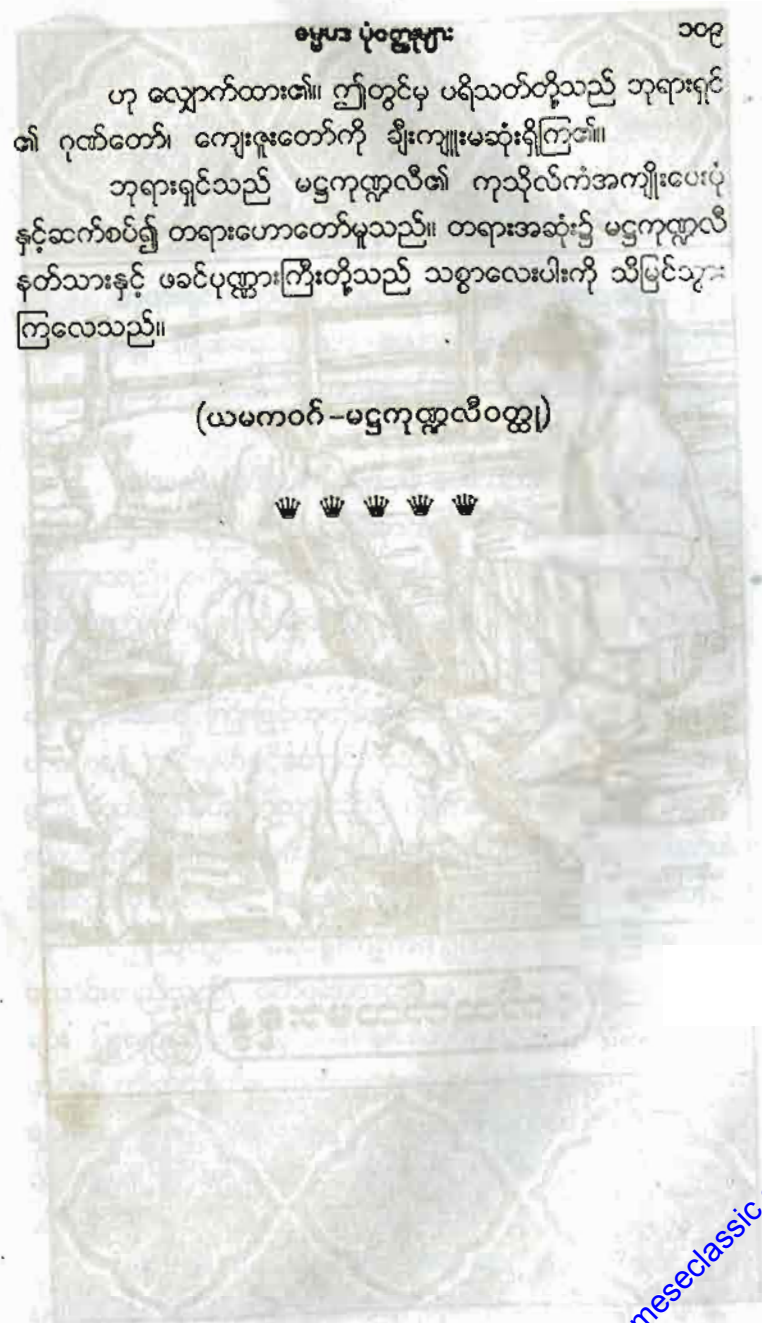 ဓမ္မပဒ ပုံဝတ္ထုများ ၁၀၉
ဟု လျှောက်ထား၏။ ဤတွင်မှ ပရိသတ်တို့သည် ဘုရားရှင်
၏ ဂုဏ်တော်၊ ကျေးဇူးတော်ကို ချီးကျူးမဆုံးရှိကြ၏။
ဘုရားရှင်သည် မဋ္ဌကုဏ္ဍလီ၏ ကုသိုလ်ကံအကျိုးပေးပုံ
နှင့်ဆက်စပ်၍ တရားဟောတော်မူသည်။ တရားအဆုံး၌ မဋ္ဌကုဏ္ဍလီ
နတ်သားနှင့် ဖခင်ပုဏ္ဏားကြီးတို့သည် သစ္စာလေးပါးကို သိမြင်သွား
ကြလေသည်။
(ယမကဝဂ်-မဋ္ဌကုဏ္ဍလီဝတ္ထု)
meseclassic.